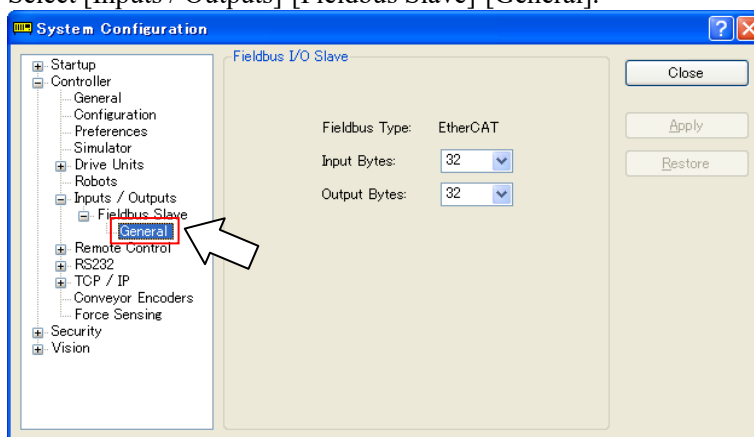 Select [Inputs / Outputs]-[Fieldbus Slave]-[General].
System Configuration
Startup
Controller
General
Configuration
Preferences
Simulator
Drive Units
Robots
Inputs / Outputs
Fieldbus Slave
General
Remote Control
RS232
TCP / IP
Conveyor Encoders
Force Sensing
Security
Vision
Fieldbus I/O Slave
Fieldbus Type: EtherCAT
Input Bytes: 32
Output Bytes: 32
Close
Apply
Restore